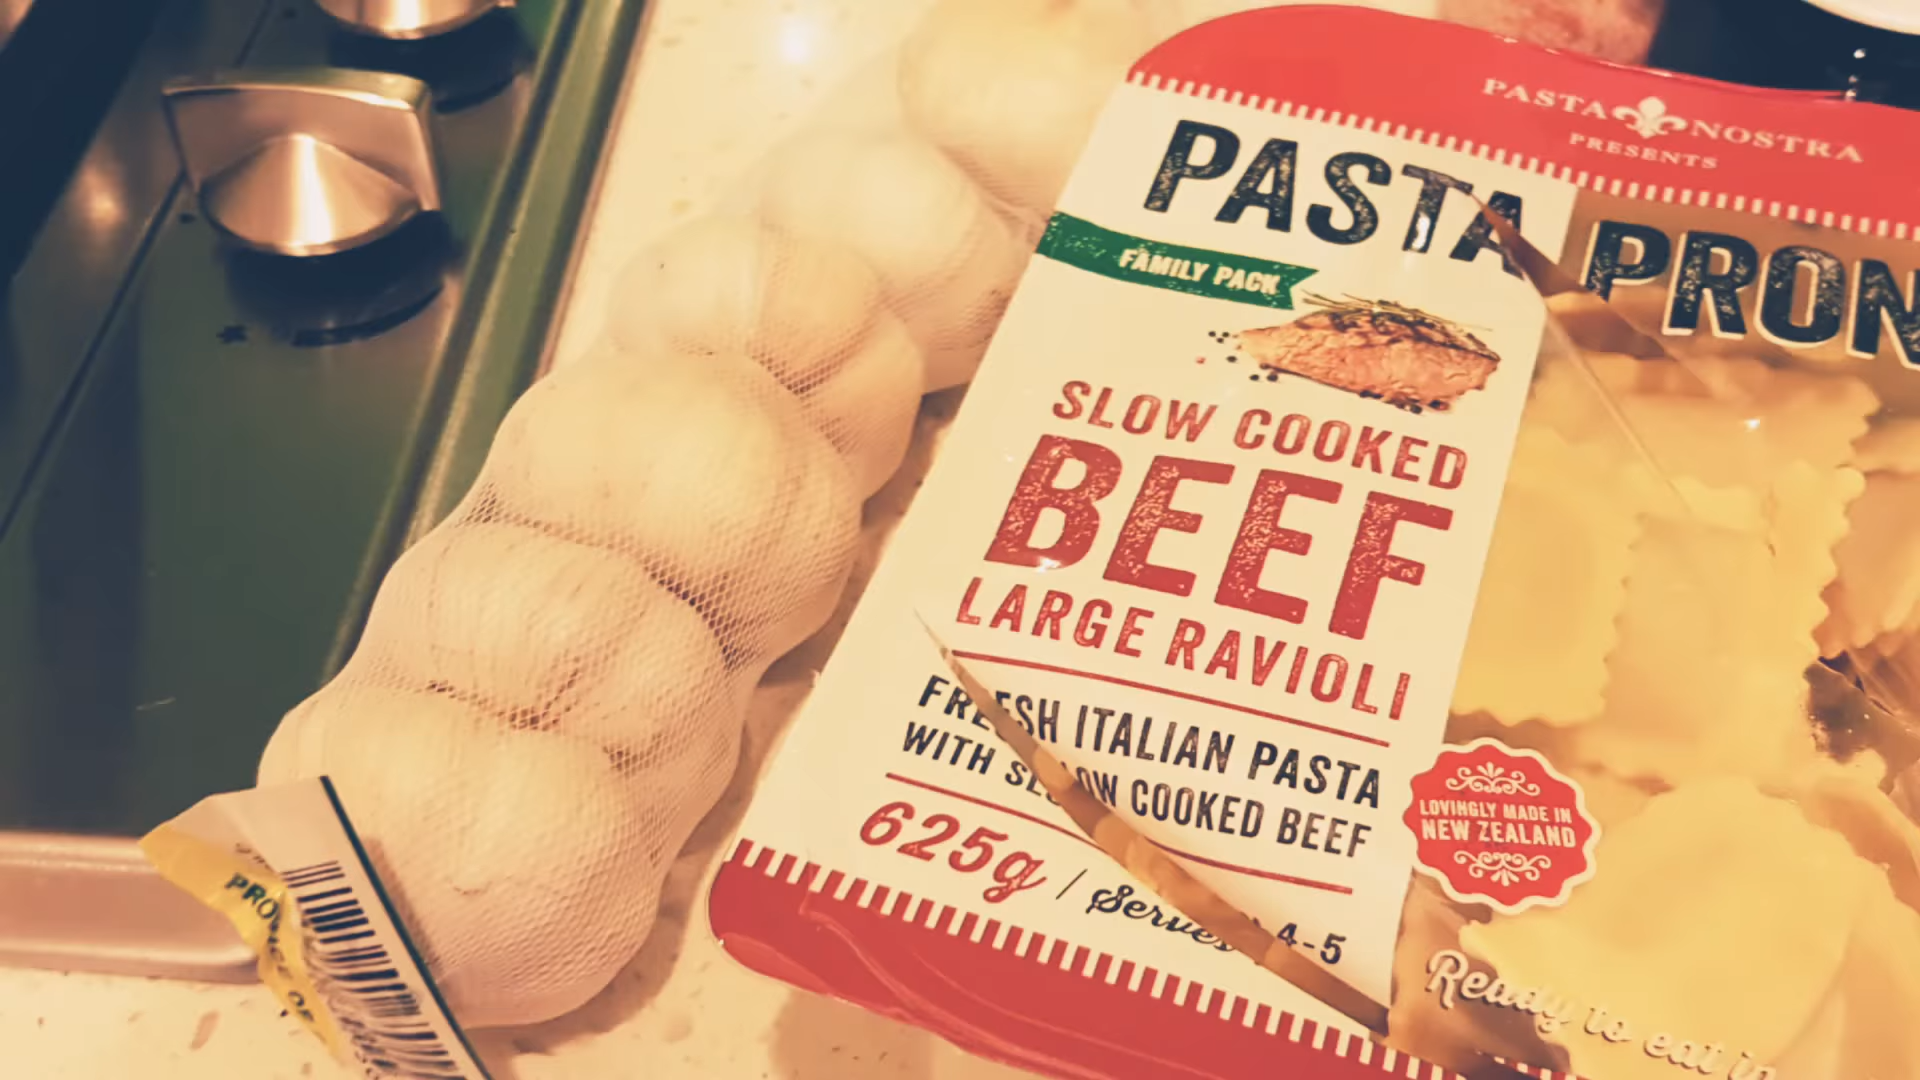 PASTA NOSTRA
PRESENTS
PASTA PRON
FAMILY PACK
SLOW COOKED
BEEF
LARGE RAVIOLI
FRESH ITALIAN PASTA
WITH SLOW COOKED BEEF
625g / Serves 4-5
LOVINGLY MADE IN
NEW ZEALAND
Ready to eat in